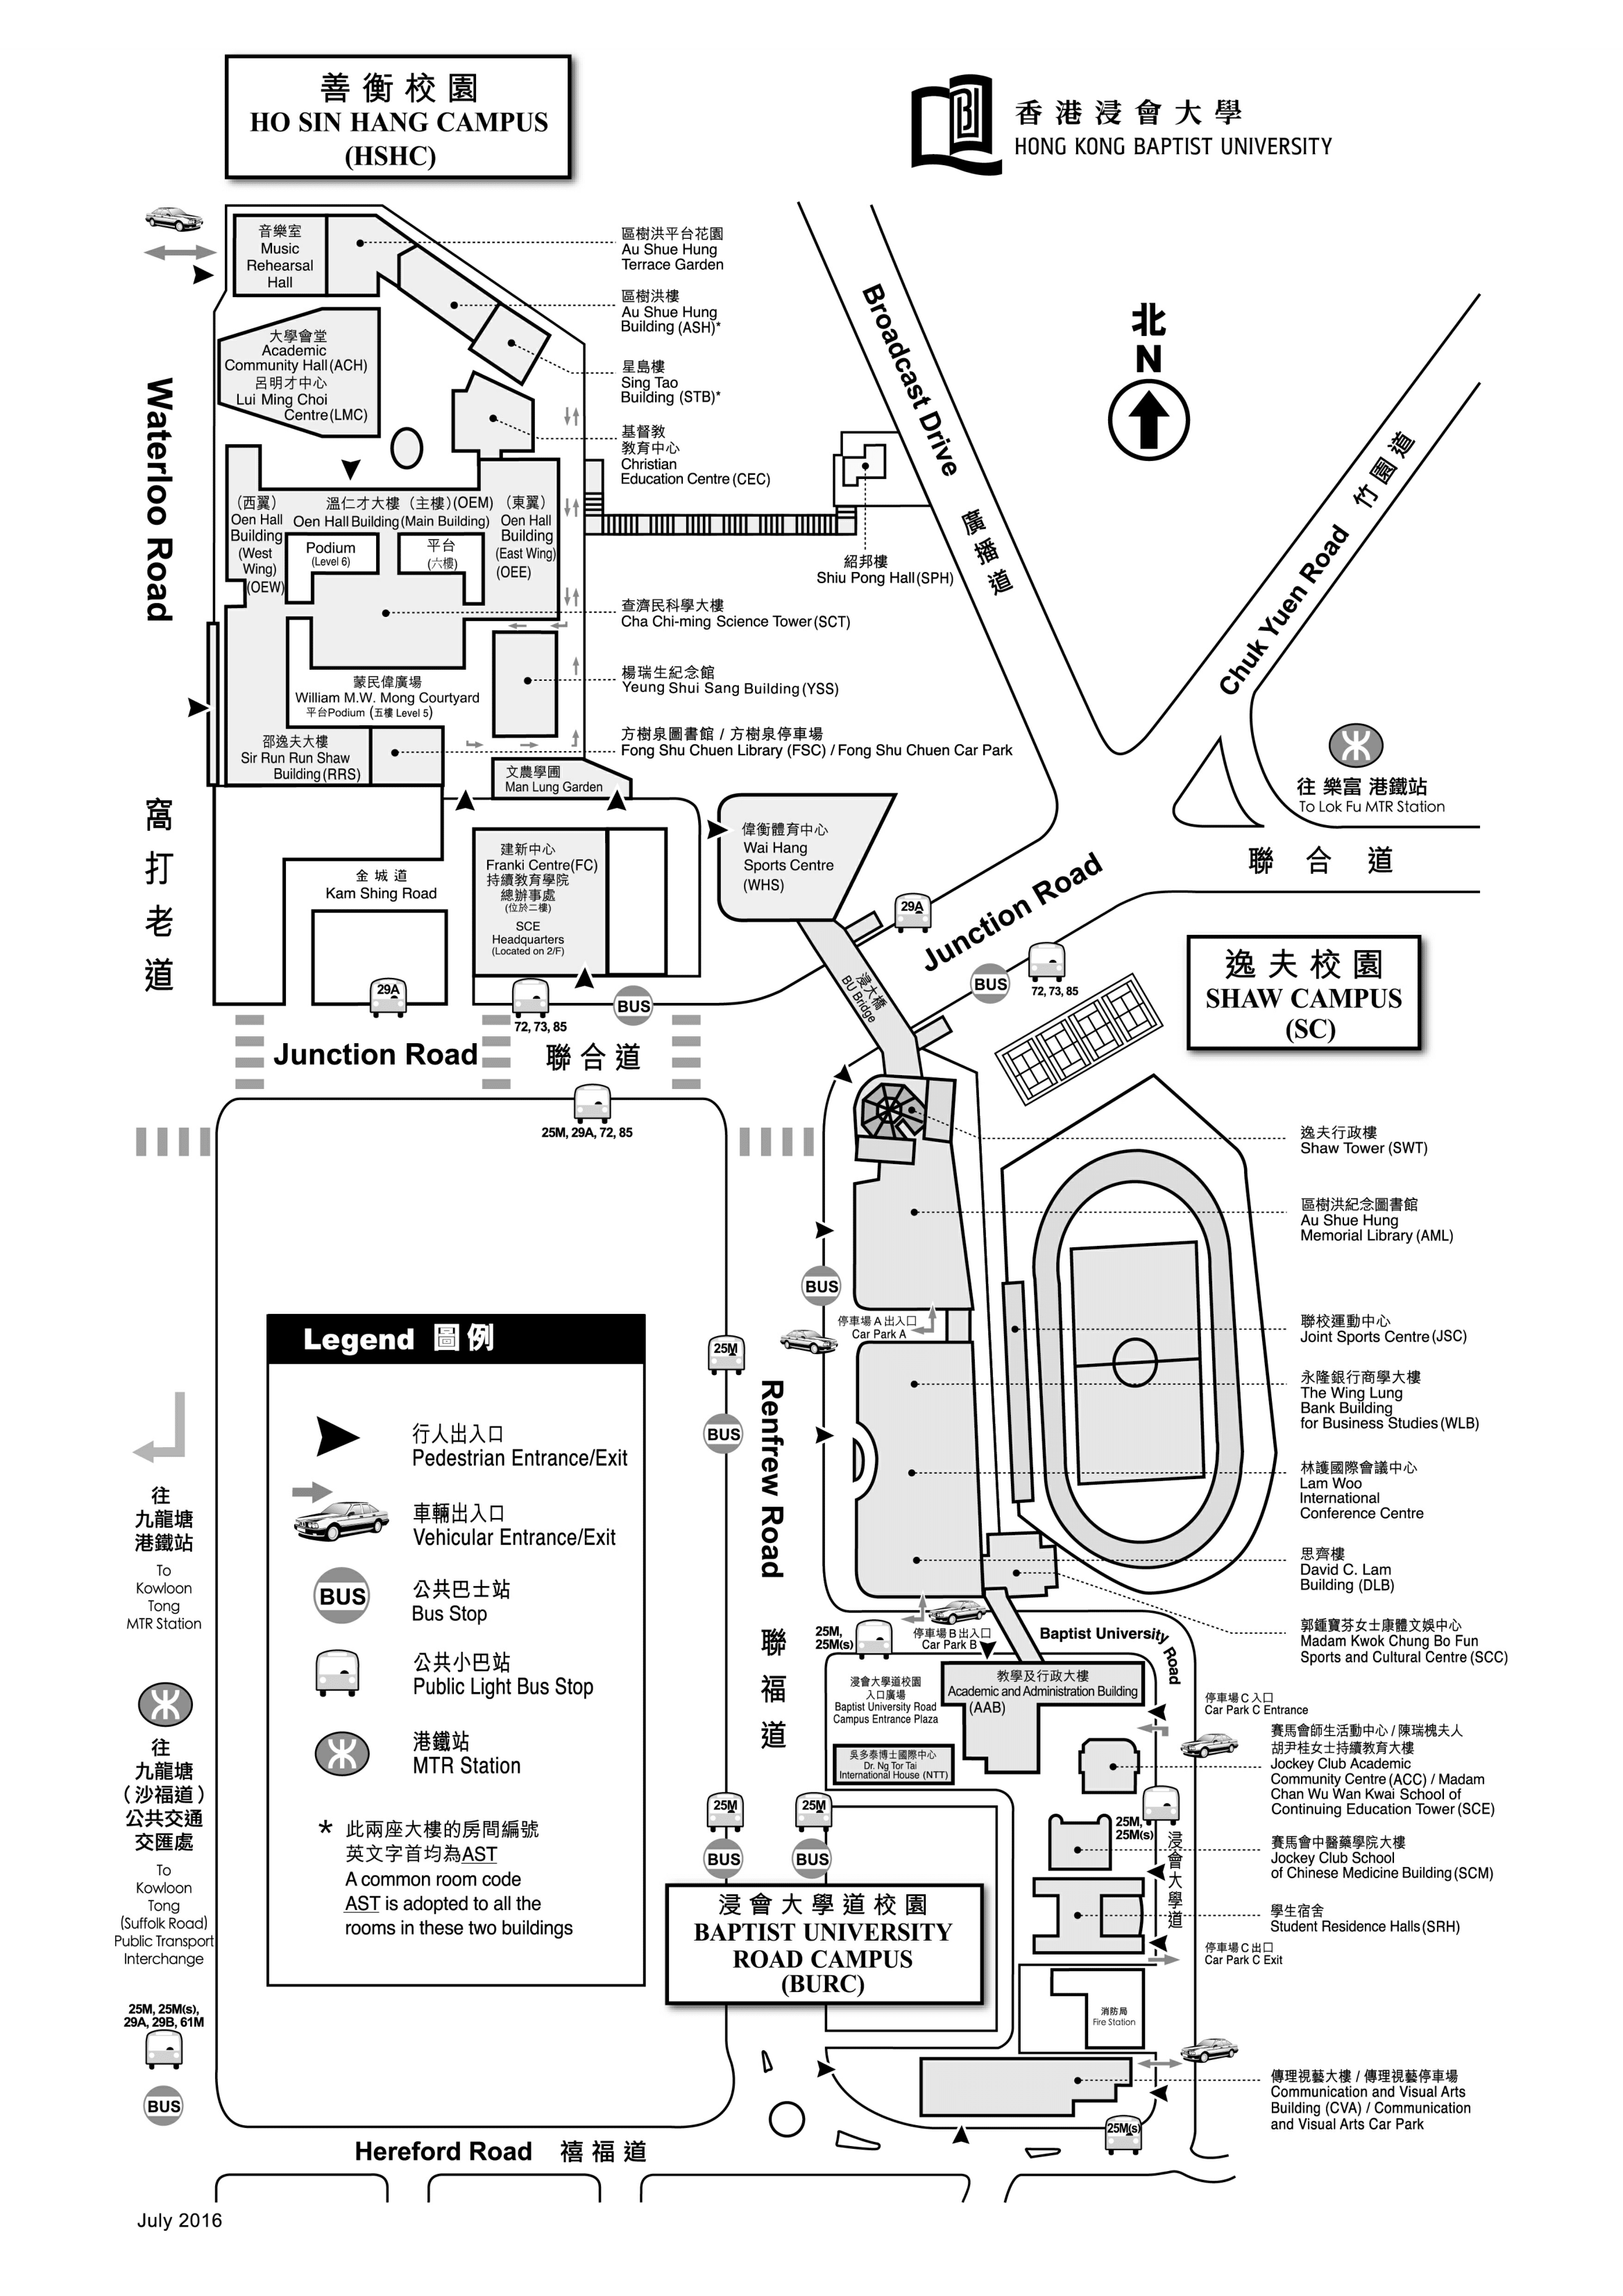 善衡校園
HO SIN HANG CAMPUS
(HSHC)
香港浸會大學
HONG KONG BAPTIST UNIVERSITY
音樂室
Music
Rehearsal
Hall
區樹洪平台花園
Au Shue Hung
Terrace Garden
區樹洪樓
Au Shue Hung
Building (ASH)*
星島樓
Sing Tao
Building (STB)*
基督教
教育中心
Christian
Education Centre (CEC)
大學會堂
Academic
Community Hall (ACH)
呂明才中心
Lui Ming Choi
Centre (LMC)
Waterloo Road
窩打老道
Broadcast Drive
廣播道
北
N
Chuk Yuen Road 竹園道
(西翼)
Oen Hall
Building
(West
Wing)
(OEW)
溫仁才大樓 (主樓) (OEM)
Oen Hall Building (Main Building)
(東翼)
Oen Hall
Building
(East Wing)
(OEE)
Podium
(Level 6)
平台
(六樓)
紹邦樓
Shiu Pong Hall (SPH)
查濟民科學大樓
Cha Chi-ming Science Tower (SCT)
楊瑞生紀念館
Yeung Shui Sang Building (YSS)
蒙民偉廣場
William M.W. Mong Courtyard
平台Podium (五樓 Level 5)
方樹泉圖書館 / 方樹泉停車場
Fong Shu Chuen Library (FSC) / Fong Shu Chuen Car Park
邵逸夫大樓
Sir Run Run Shaw
Building (RRS)
文農學圃
Man Lung Garden
往 樂富 港鐵站
To Lok Fu MTR Station
聯合道
金城道
Kam Shing Road
建新中心
Franki Centre (FC)
持續教育學院
總辦事處
(位於二樓)
SCE
Headquarters
(Located on 2/F)
偉衡體育中心
Wai Hang
Sports Centre
(WHS)
29A
Junction Road
BUS
72, 73, 85
浸大橋
BU Bridge
逸夫校園
SHAW CAMPUS
(SC)
29A
72, 73, 85
BUS
Junction Road 聯合道
25M, 29A, 72, 85
逸夫行政樓
Shaw Tower (SWT)
區樹洪紀念圖書館
Au Shue Hung
Memorial Library (AML)
BUS
停車場A出入口
Car Park A
聯校運動中心
Joint Sports Centre (JSC)
永隆銀行商學大樓
The Wing Lung
Bank Building
for Business Studies (WLB)
林護國際會議中心
Lam Woo
International
Conference Centre
思齊樓
David C. Lam
Building (DLB)
郭鍾寶芬女士康體文娛中心
Madam Kwok Chung Bo Fun
Sports and Cultural Centre (SCC)
25M
BUS
Renfrew Road
聯福道
Legend 圖例
行人出入口
Pedestrian Entrance/Exit
車輛出入口
Vehicular Entrance/Exit
BUS
公共巴士站
Bus Stop
公共小巴站
Public Light Bus Stop
港鐵站
MTR Station
* 此兩座大樓的房間編號
英文字首均為AST
A common room code
AST is adopted to all the
rooms in these two buildings
往
九龍塘
港鐵站
To
Kowloon
Tong
MTR Station
往
九龍塘
(沙福道)
公共交通
交匯處
To
Kowloon
Tong
(Suffolk Road)
Public Transport
Interchange
25M, 25M(s),
29A, 29B, 61M
BUS
25M,
25M(s)
停車場B出入口
Car Park B
Baptist University Road
浸會大學道校園
入口廣場
Baptist University Road
Campus Entrance Plaza
教學及行政大樓
Academic and Administration Building
(AAB)
吳多泰博士國際中心
Dr. Ng Tor Tai
International House (NTT)
停車場C入口
Car Park C Entrance
賽馬會師生活動中心 / 陳瑞槐夫人
胡尹桂女士持續教育大樓
Jockey Club Academic
Community Centre (ACC) / Madam
Chan Wu Wan Kwai School of
Continuing Education Tower (SCE)
25M,
25M(s)
浸會大學道
賽馬會中醫藥學院大樓
Jockey Club School
of Chinese Medicine Building (SCM)
學生宿舍
Student Residence Halls (SRH)
停車場C出口
Car Park C Exit
25M
BUS
25M
BUS
浸會大學道校園
BAPTIST UNIVERSITY
ROAD CAMPUS
(BURC)
消防局
Fire Station
傳理視藝大樓 / 傳理視藝停車場
Communication and Visual Arts
Building (CVA) / Communication
and Visual Arts Car Park
25M(s)
Hereford Road 禧福道
July 2016